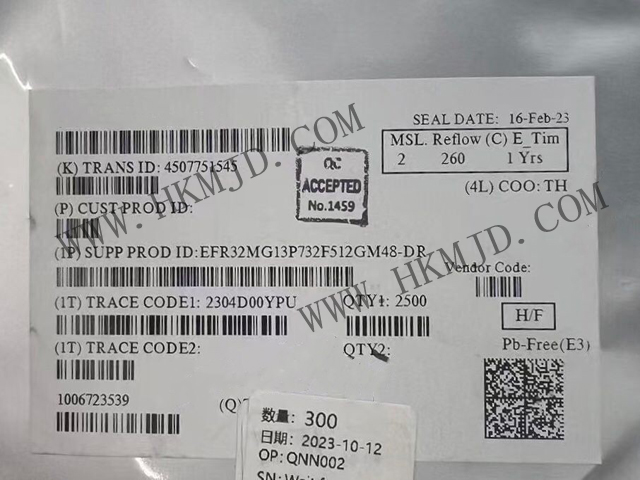 SEAL DATE: 16-Feb-23
MSL. Reflow (C) E_Tim
2 260 1 Yrs
(K) TRANS ID: 4507751545
QC
ACCEPTED
No.1459
(4L) COO: TH
(P) CUST PROD ID:
(1P) SUPP PROD ID:EFR32MG13P732F512GM48-DR
Vendor Code:
(1T) TRACE CODE1: 2304D00YPU QTY1: 2500
H/F
(1T) TRACE CODE2: QTY2:
Pb-Free(E3)
1006723539
(Q)
数量: 300
日期: 2023-10-12
OP: QNN002
WWW.HKMJD.COM
WWW.HKMJD.COM